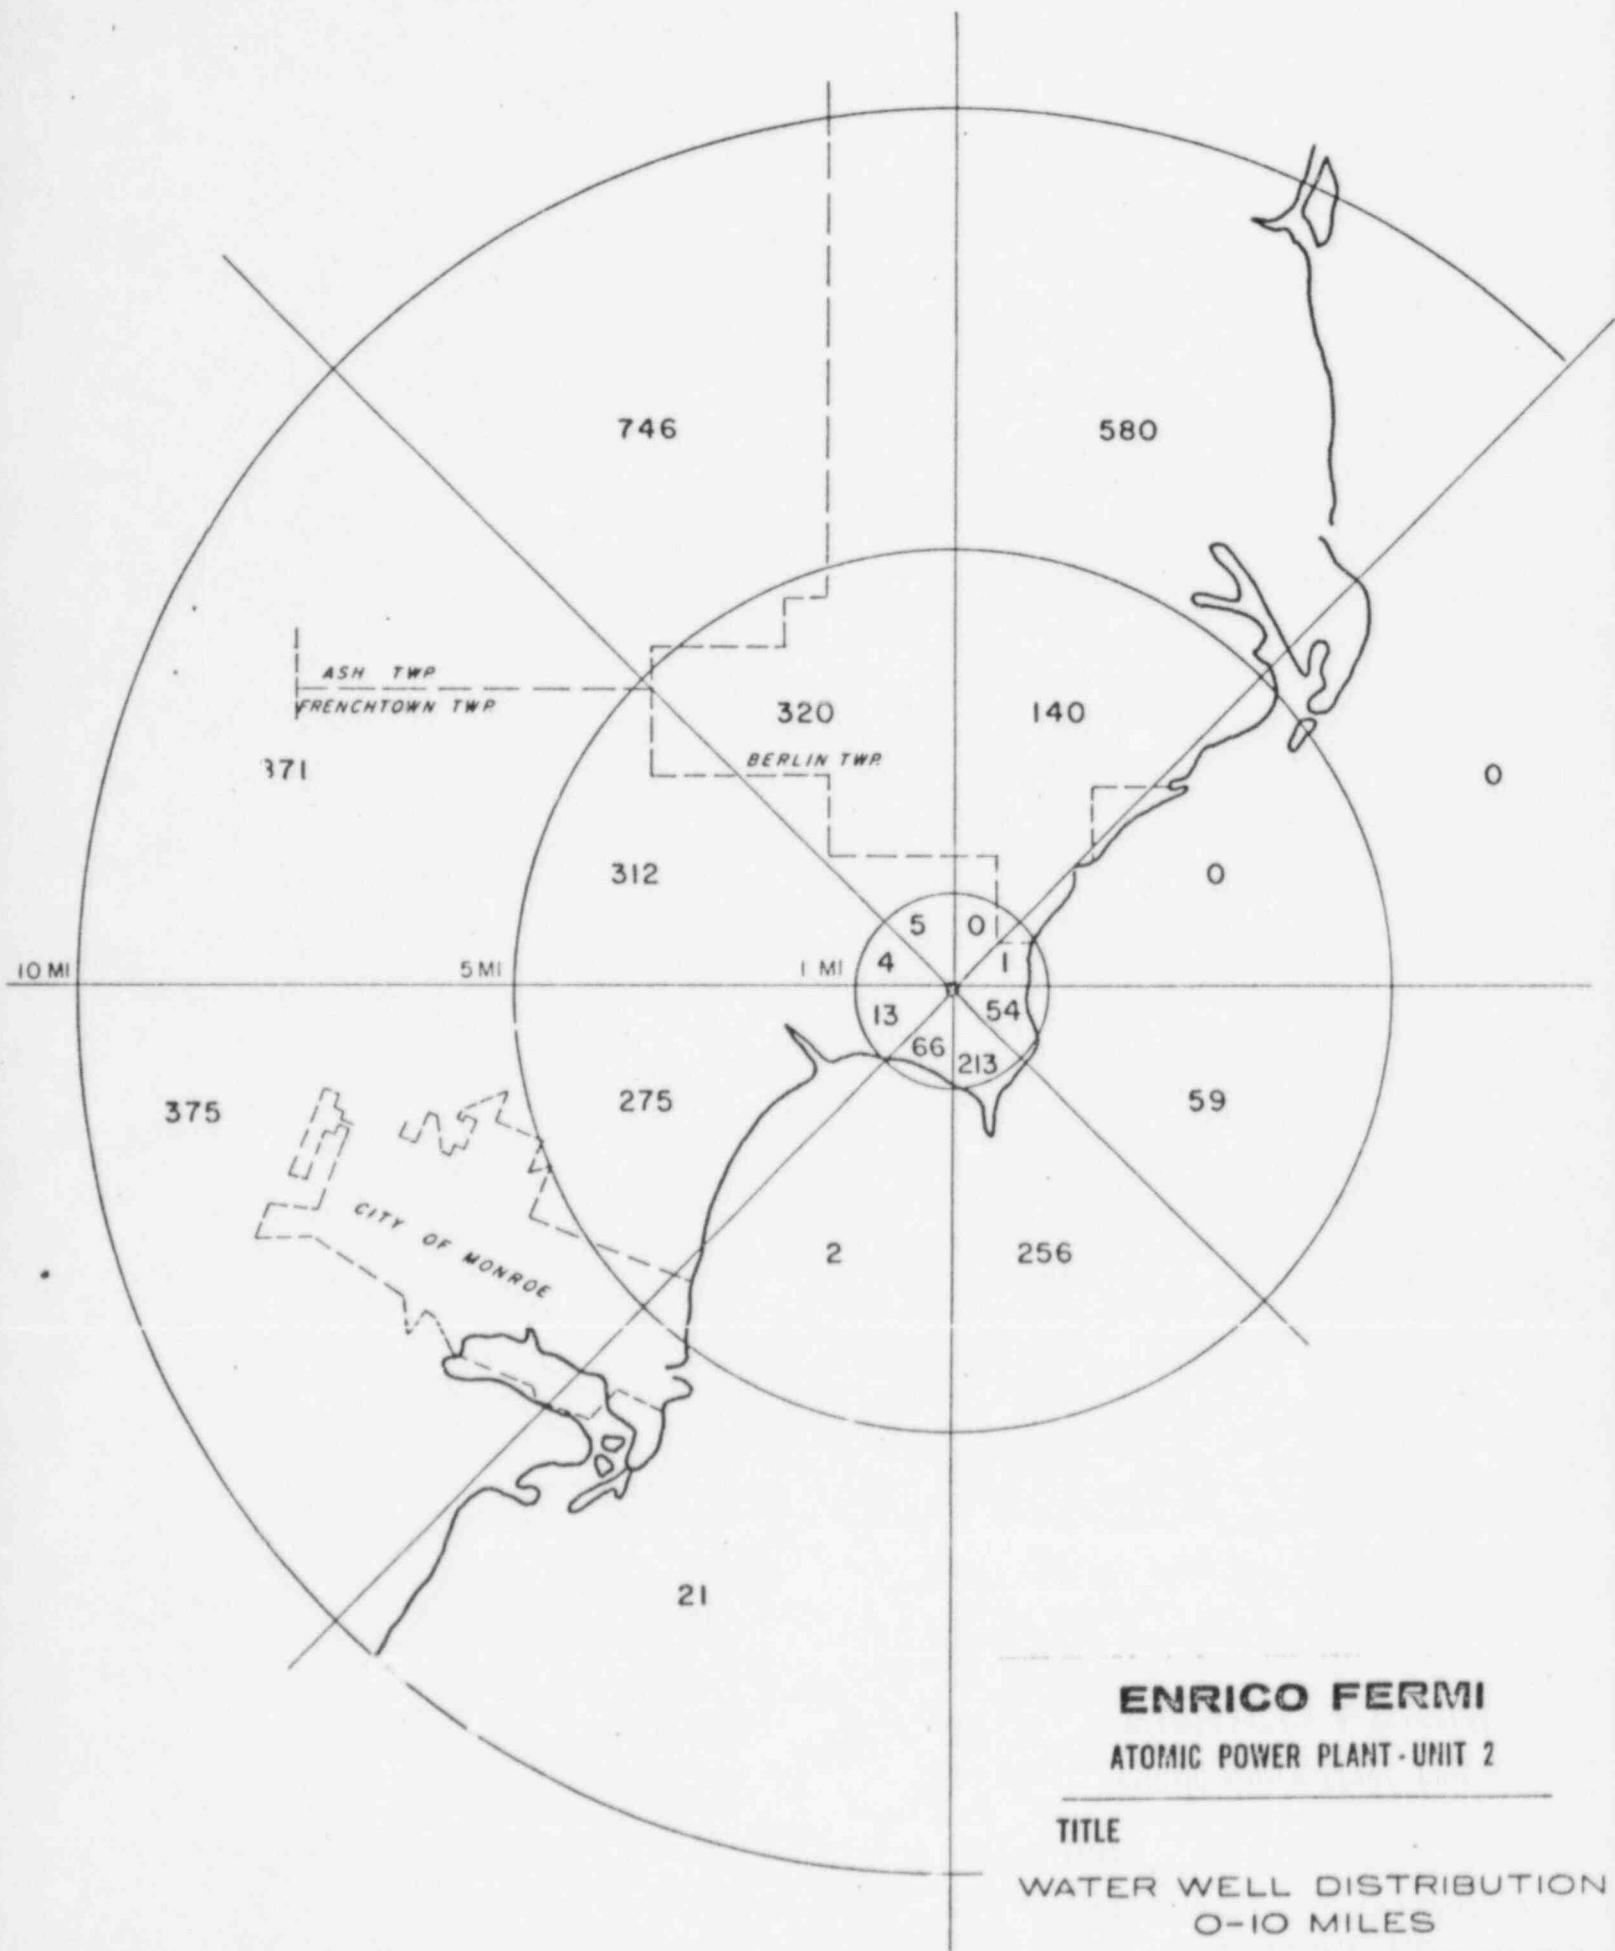 746
580
ASH TWP.
FRENCHTOWN TWP.
320
140
BERLIN TWP.
371
0
312
0
5
0
10 MI
5 MI
1 MI
4
1
13
54
66
213
375
275
59
CITY OF MONROE
2
256
21
ENRICO FERMI
ATOMIC POWER PLANT - UNIT 2
TITLE
WATER WELL DISTRIBUTION
0-10 MILES